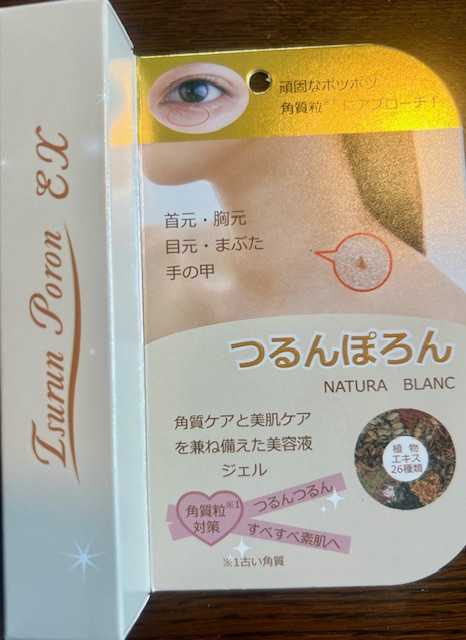 Tsurun Poron EX
頑固なポツポツ
角質粒※1にアプローチ！
首元・胸元
目元・まぶた
手の甲
つるんぽろん
NATURA BLANC
角質ケアと美肌ケア
を兼ね備えた美容液
ジェル
植物
エキス
26種類
角質粒※1
対策
つるんつるん
すべすべ素肌へ
※1古い角質